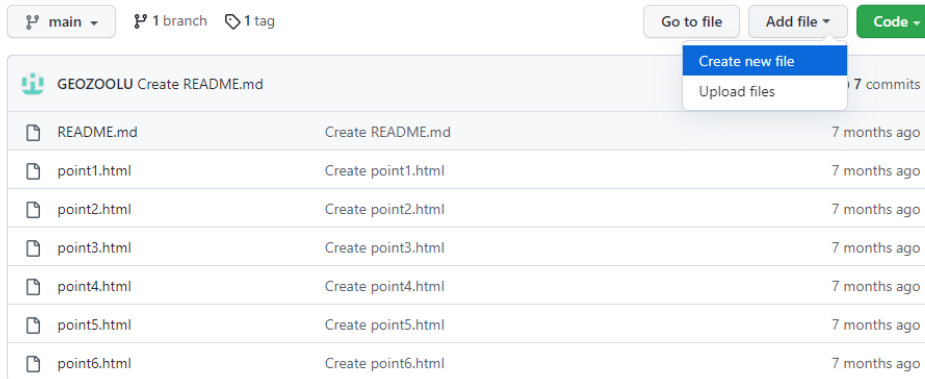 main 1 branch 1 tag Go to file Add file Code
Create new file
GEOZOOLU Create README.md 7 commits
Upload files
README.md Create README.md 7 months ago
point1.html Create point1.html 7 months ago
point2.html Create point2.html 7 months ago
point3.html Create point3.html 7 months ago
point4.html Create point4.html 7 months ago
point5.html Create point5.html 7 months ago
point6.html Create point6.html 7 months ago